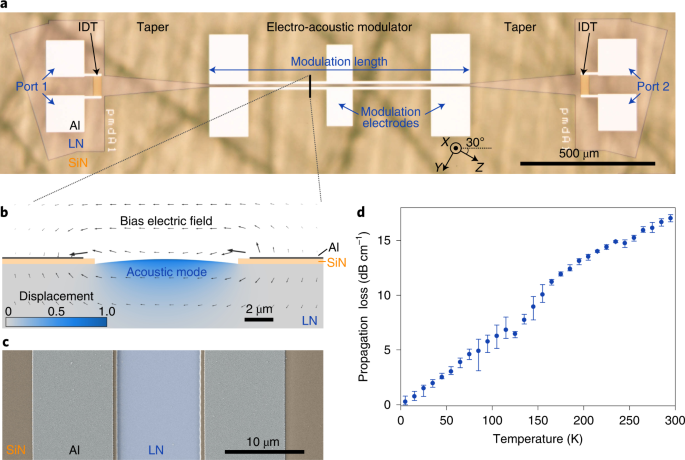 a
IDT
Taper
Electro-acoustic modulator
Taper
IDT
Modulation length
Port 1
Port 2
Al
LN
SiN
Modulation
electrodes
pmdA1
pmdA
X
Y
Z
30°
500 μm
b
Bias electric field
Al
SiN
Acoustic mode
Displacement
0 0.5 1.0
2 μm
LN
c
SiN
Al
LN
10 μm
d
Propagation loss (dB cm⁻¹)
15
10
5
0
0 50 100 150 200 250 300
Temperature (K)